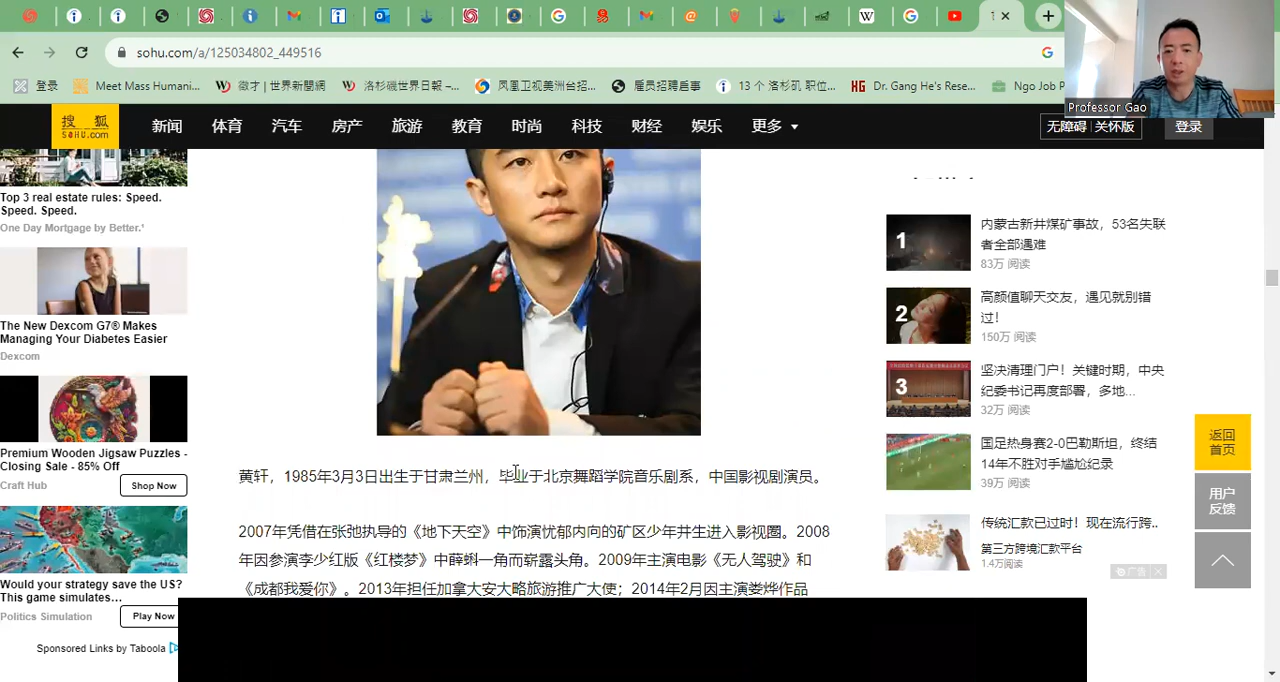 sohu.com/a/125034802_449516
登录
Meet Mass Humani...
徵才 | 世界新聞網
洛杉磯世界日報 –...
凤凰卫视美洲台招...
雇员招聘启事
13 个 洛杉矶 职位...
Dr. Gang He's Rese...
Ngo Job P
Professor Gao
搜 狐
SOHU.com
新闻
体育
汽车
房产
旅游
教育
时尚
科技
财经
娱乐
更多
无障碍
关怀版
登录
Top 3 real estate rules: Speed.
Speed. Speed.
One Day Mortgage by Better.¹
The New Dexcom G7® Makes
Managing Your Diabetes Easier
Dexcom
Premium Wooden Jigsaw Puzzles -
Closing Sale - 85% Off
Craft Hub
Shop Now
Would your strategy save the US?
This game simulates...
Politics Simulation
Play Now
Sponsored Links by Taboola
黄轩，1985年3月3日出生于甘肃兰州，毕业于北京舞蹈学院音乐剧系，中国影视剧演员。
2007年凭借在张弛执导的《地下天空》中饰演忧郁内向的矿区少年井生进入影视圈。2008
年因参演李少红版《红楼梦》中薛蝌一角而崭露头角。2009年主演电影《无人驾驶》和
《成都我爱你》。2013年担任加拿大安大略旅游推广大使；2014年2月因主演娄烨作品
1
内蒙古新井煤矿事故，53名失联
者全部遇难
83万 阅读
2
高颜值聊天交友，遇见就别错
过！
150万 阅读
3
坚决清理门户！关键时期，中央
纪委书记再度部署，多地...
32万 阅读
国足热身赛2-0巴勒斯坦，终结
14年不胜对手尴尬纪录
39万 阅读
传统汇款已过时！现在流行跨..
第三方跨境汇款平台
1.4万阅读
广告
返回
首页
用户
反馈